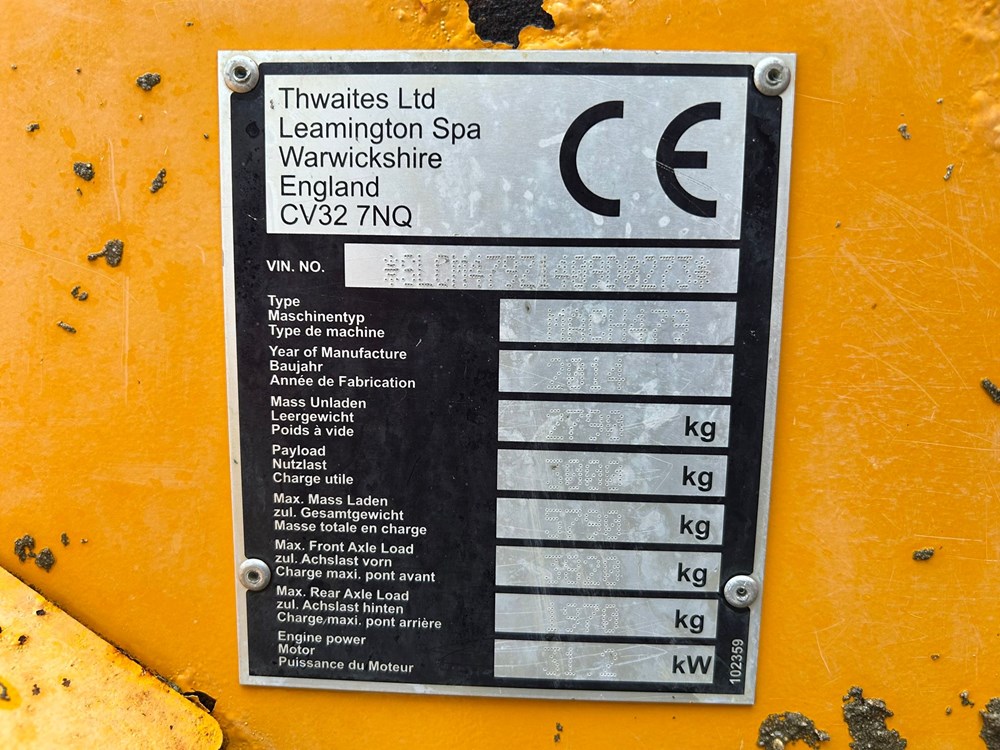 Thwaites Ltd
Leamington Spa
Warwickshire
England
CV32 7NQ
CE
VIN. NO.
Type
Maschinentyp
Type de machine
Year of Manufacture
Baujahr
Année de Fabrication
Mass Unladen
Leergewicht
Poids à vide
kg
Payload
Nutzlast
Charge utile
kg
Max. Mass Laden
zul. Gesamtgewicht
Masse totale en charge
kg
Max. Front Axle Load
zul. Achslast vorn
Charge maxi. pont avant
kg
Max. Rear Axle Load
zul. Achslast hinten
Charge maxi. pont arrière
kg
Engine power
Motor
Puissance du Moteur
kW
102359